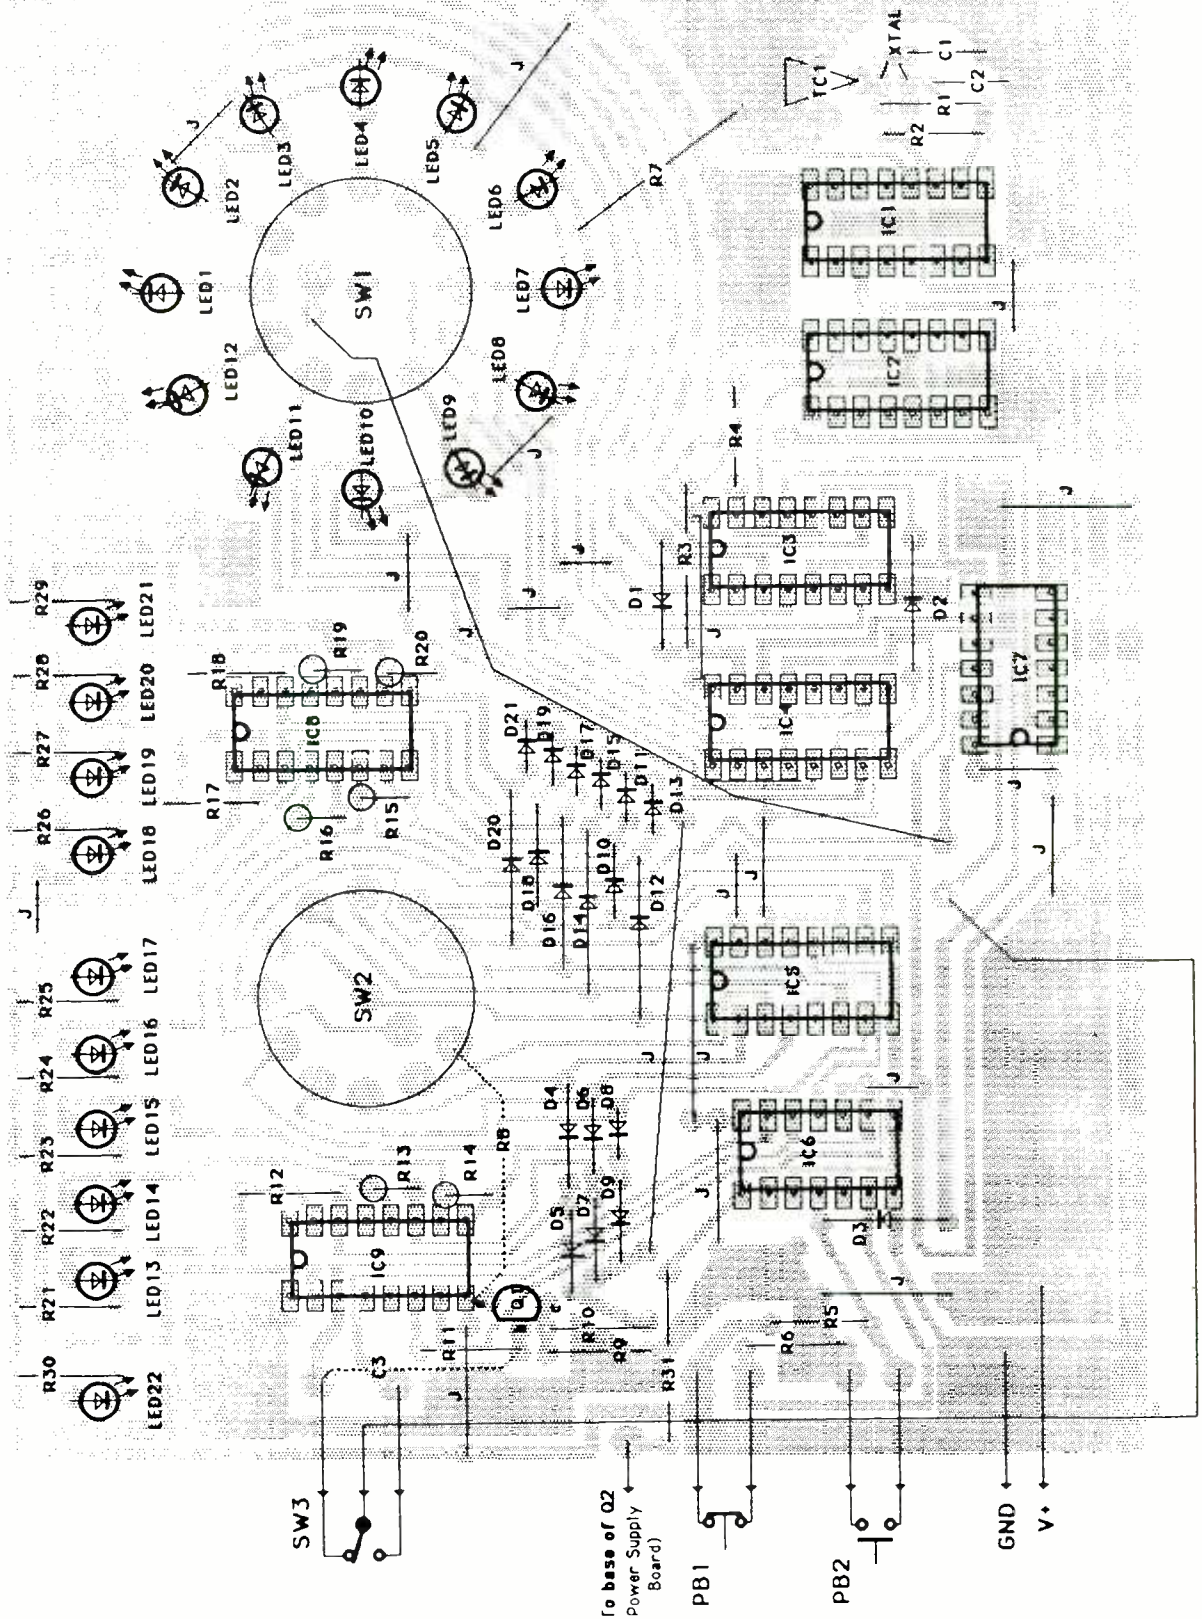 R29
LED21
R28
LED20
R27
LED19
R26
LED18
J
R25
LED17
R24
LED16
R23
LED15
R22
LED14
R21
LED13
R30
LED22
J
LED3
LED4
LED5
J
LED2
LED6
LED1
SW1
LED7
LED12
LED8
LED11
LED10
LED9
J
R7
TC1
XTAL
C1
C2
R1
R2
IC1
J
IC2
R4
J
J
J
J
J
R3
IC3
D1
J
D2
R18
R19
R20
IC8
R17
R16
R15
D21
D19
D17
D15
D11
D13
IC4
IC7
J
J
D20
D18
D16
D14
D10
D12
J
J
SW2
IC5
J
J
J
D4
D6
D8
R8
R12
R13
R14
IC9
D5
D7
D9
J
IC6
D3
J
Q1
c
R11
R10
R9
R31
R6
R5
C3
J
SW3
To base of Q2
Power Supply
Board)
PB1
PB2
GND
V+